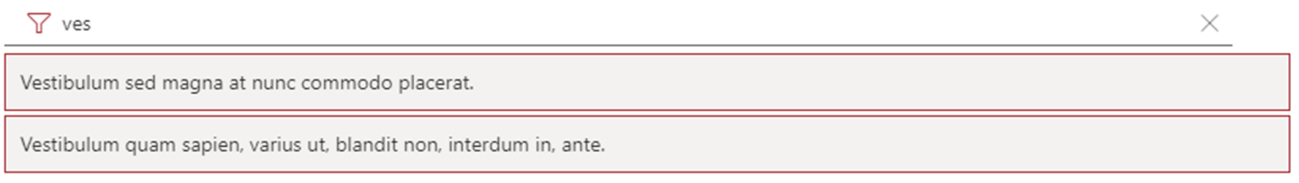 ves
Vestibulum sed magna at nunc commodo placerat.
Vestibulum quam sapien, varius ut, blandit non, interdum in, ante.